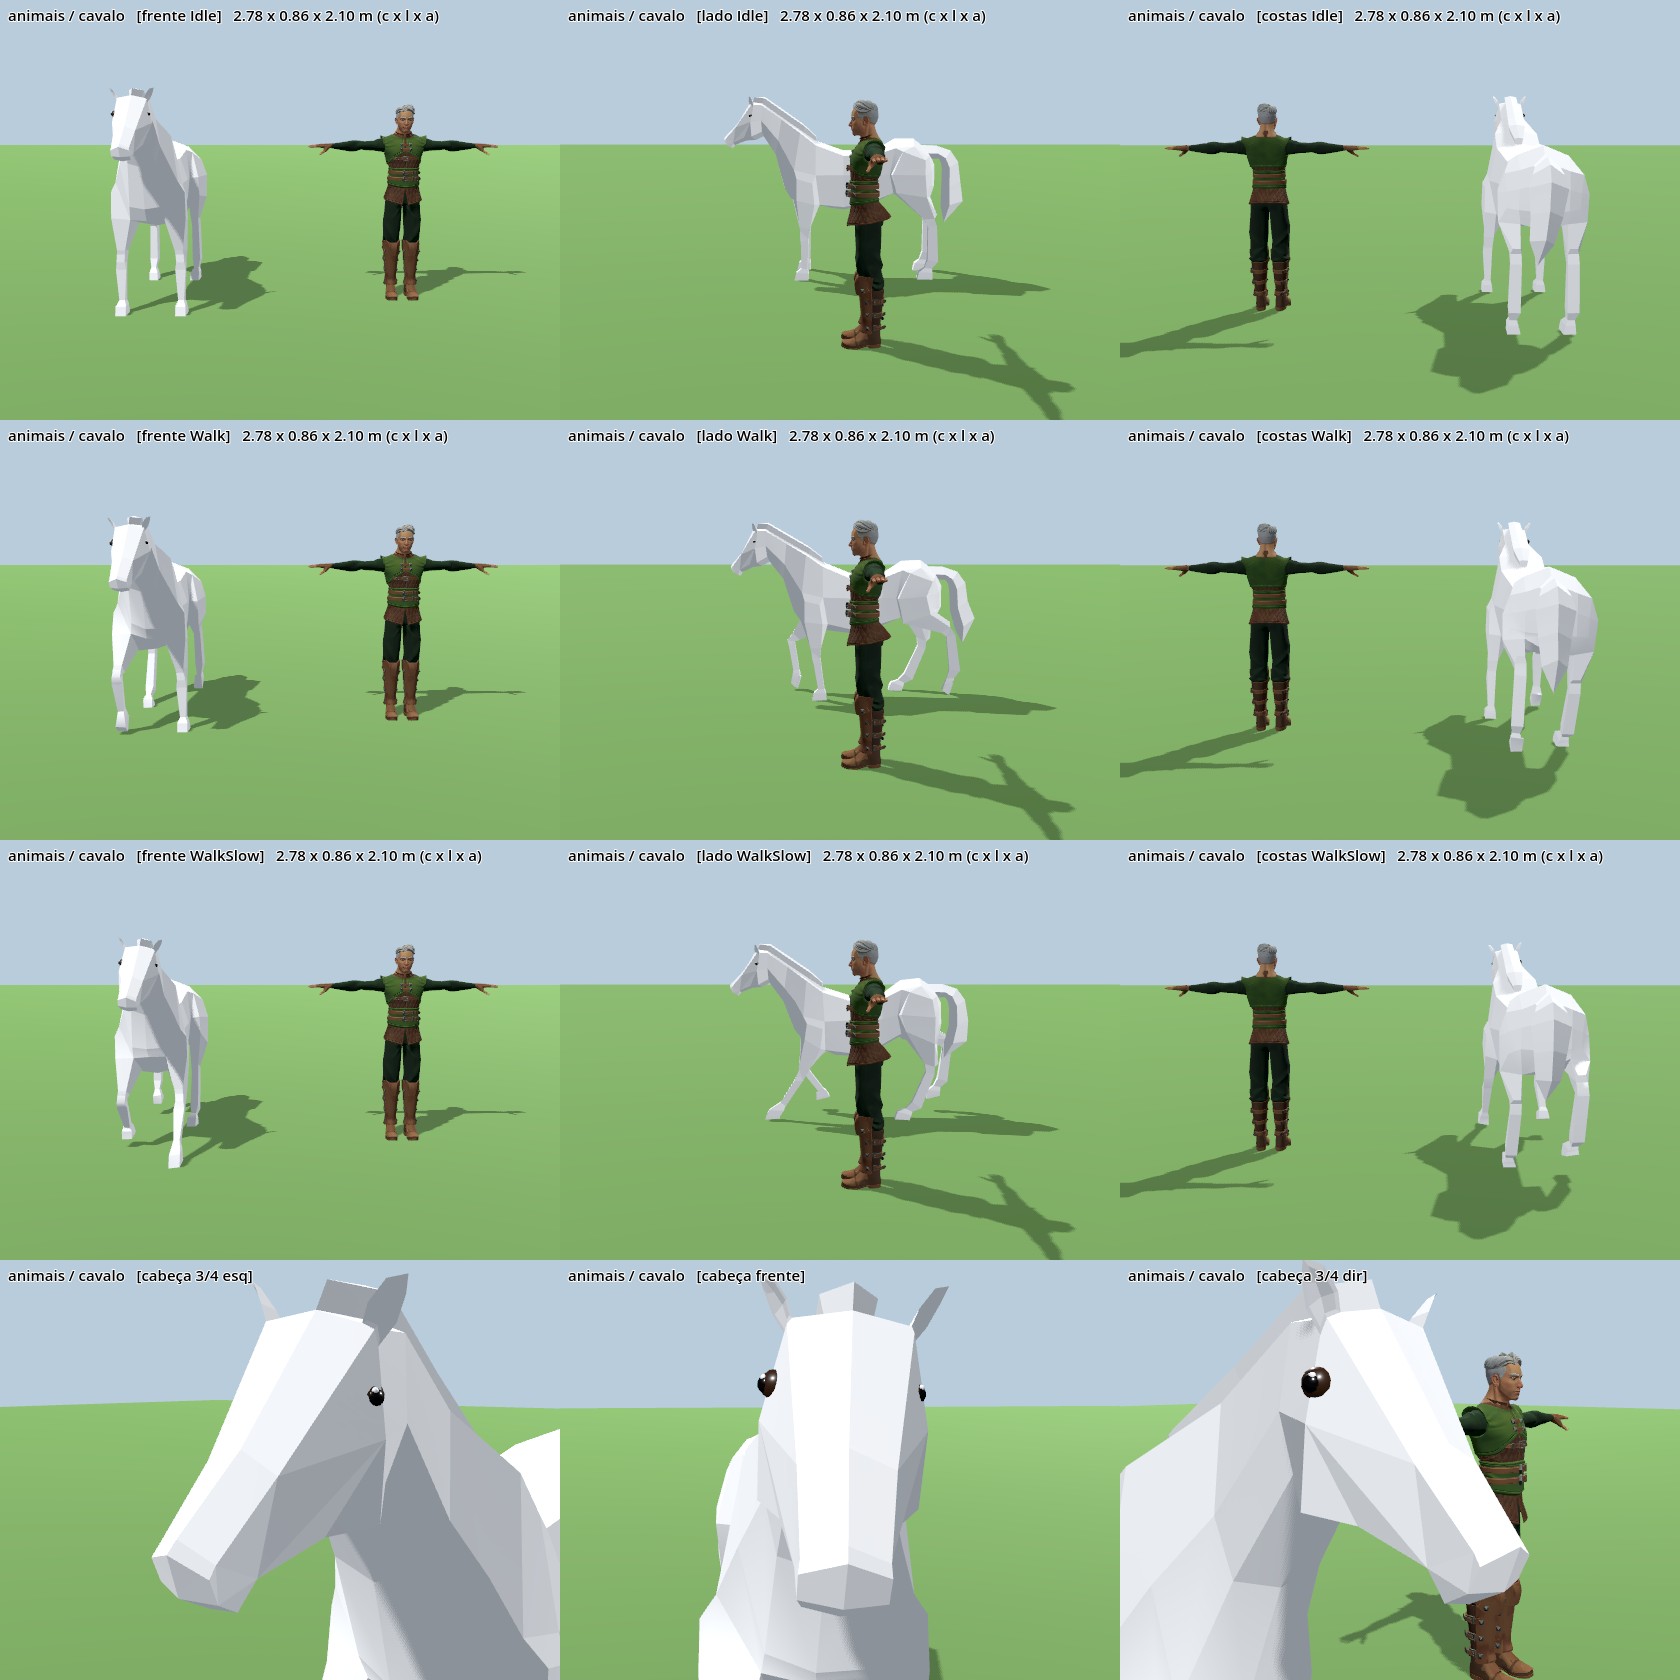 animais / cavalo [frente Idle] 2.78 x 0.86 x 2.10 m (c x l x a)
animais / cavalo [lado Idle] 2.78 x 0.86 x 2.10 m (c x l x a)
animais / cavalo [costas Idle] 2.78 x 0.86 x 2.10 m (c x l x a)
animais / cavalo [frente Walk] 2.78 x 0.86 x 2.10 m (c x l x a)
animais / cavalo [lado Walk] 2.78 x 0.86 x 2.10 m (c x l x a)
animais / cavalo [costas Walk] 2.78 x 0.86 x 2.10 m (c x l x a)
animais / cavalo [frente WalkSlow] 2.78 x 0.86 x 2.10 m (c x l x a)
animais / cavalo [lado WalkSlow] 2.78 x 0.86 x 2.10 m (c x l x a)
animais / cavalo [costas WalkSlow] 2.78 x 0.86 x 2.10 m (c x l x a)
animais / cavalo [cabeça 3/4 esq]
animais / cavalo [cabeça frente]
animais / cavalo [cabeça 3/4 dir]